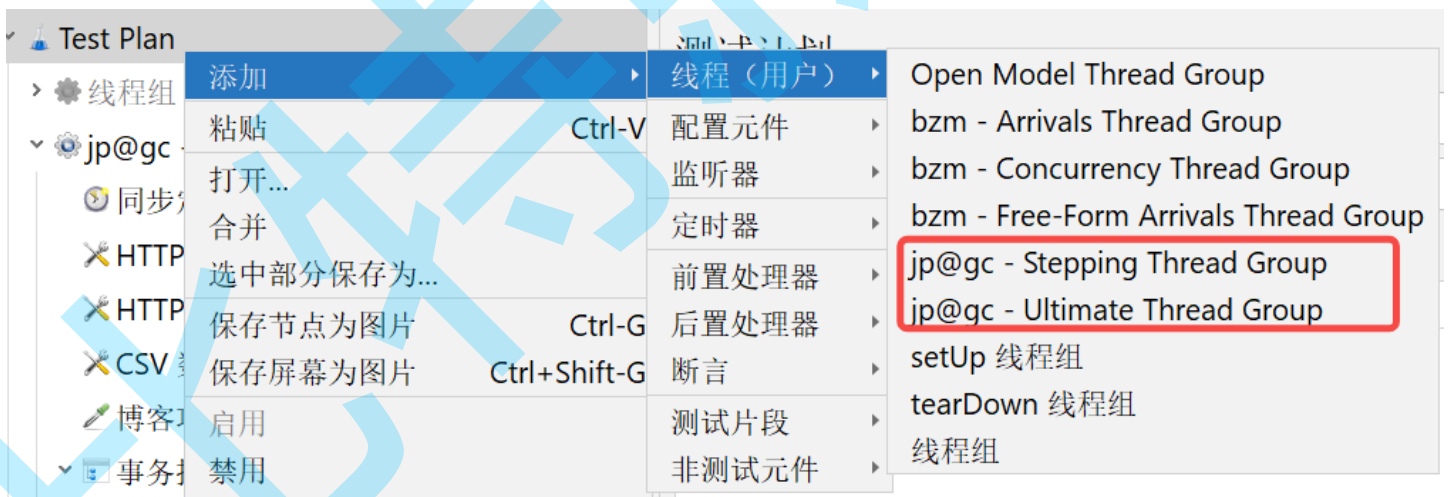 Test Plan
线程组
jp@gc -
同步
HTTP
HTTP
CSV
博客
事务
添加
粘贴 Ctrl-V
打开...
合并
选中部分保存为...
保存节点为图片 Ctrl-G
保存屏幕为图片 Ctrl+Shift-G
启用
禁用
测试计划
线程（用户）
配置元件
监听器
定时器
前置处理器
后置处理器
断言
测试片段
非测试元件
Open Model Thread Group
bzm - Arrivals Thread Group
bzm - Concurrency Thread Group
bzm - Free-Form Arrivals Thread Group
jp@gc - Stepping Thread Group
jp@gc - Ultimate Thread Group
setUp 线程组
tearDown 线程组
线程组